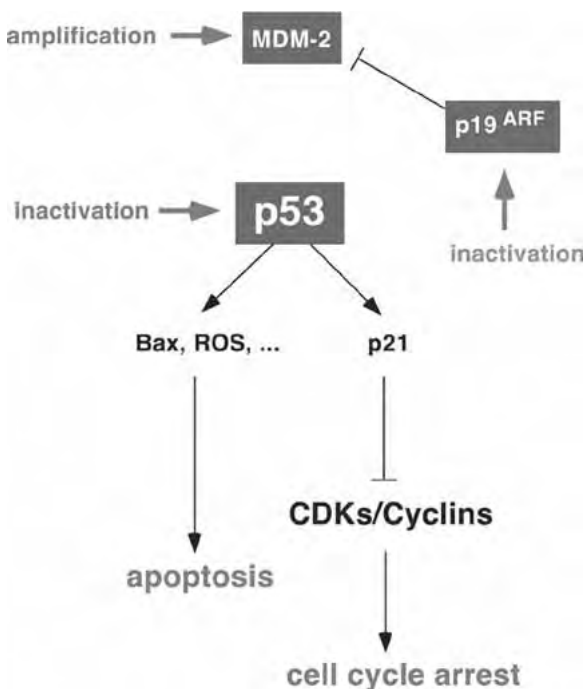 amplification
MDM-2
p19 ARF
inactivation
p53
inactivation
Bax, ROS, ...
p21
CDKs/Cyclins
apoptosis
cell cycle arrest